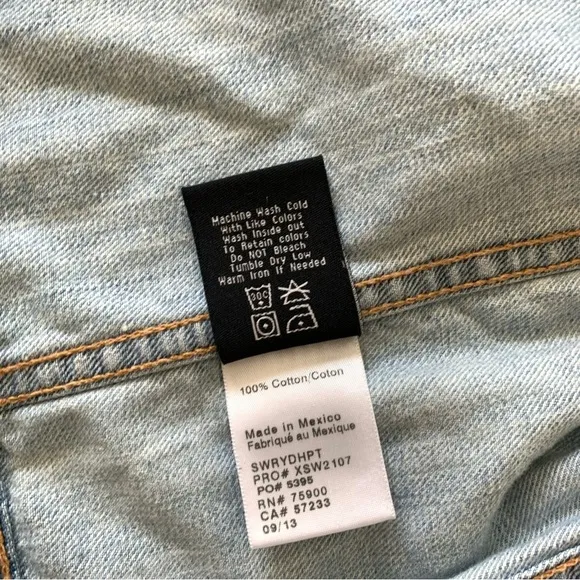 Machine Wash Cold
With Like Colors
Wash Inside out
To Retain colors
Do NOT Bleach
Tumble Dry Low
Warm Iron If Needed
30C
100% Cotton/Coton
Made in Mexico
Fabriqué au Mexique
SWRYDHPT
PRO# XSW2107
PO# 5395
RN# 75900
CA# 57233
09/13